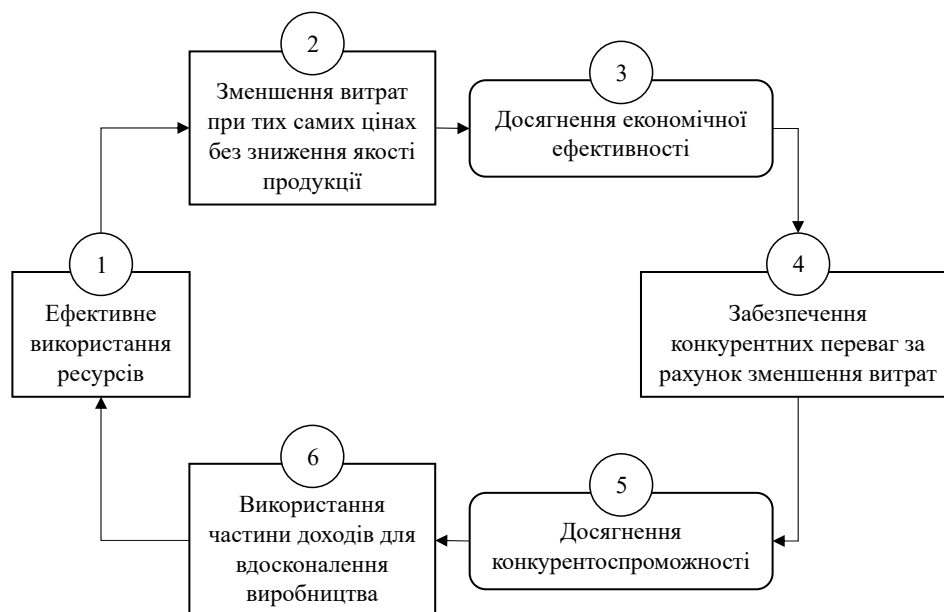 1
Ефективне
використання
ресурсів
2
Зменшення витрат
при тих самих цінах
без зниження якості
продукції
3
Досягнення економічної
ефективності
4
Забезпечення
конкурентних переваг за
рахунок зменшення витрат
5
Досягнення
конкурентоспроможності
6
Використання
частини доходів для
вдосконалення
виробництва